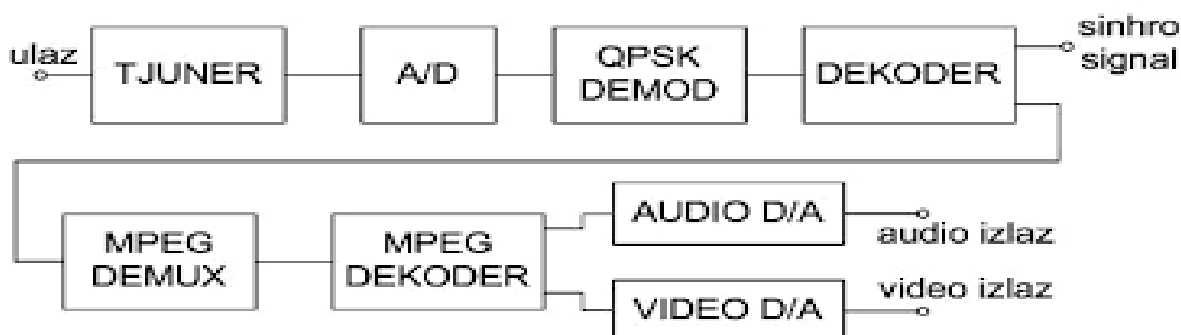 ulaz
TJUNER
A/D
QPSK
DEMOD
DEKODER
sinhro
signal
MPEG
DEMUX
MPEG
DEKODER
AUDIO D/A
audio izlaz
VIDEO D/A
video izlaz